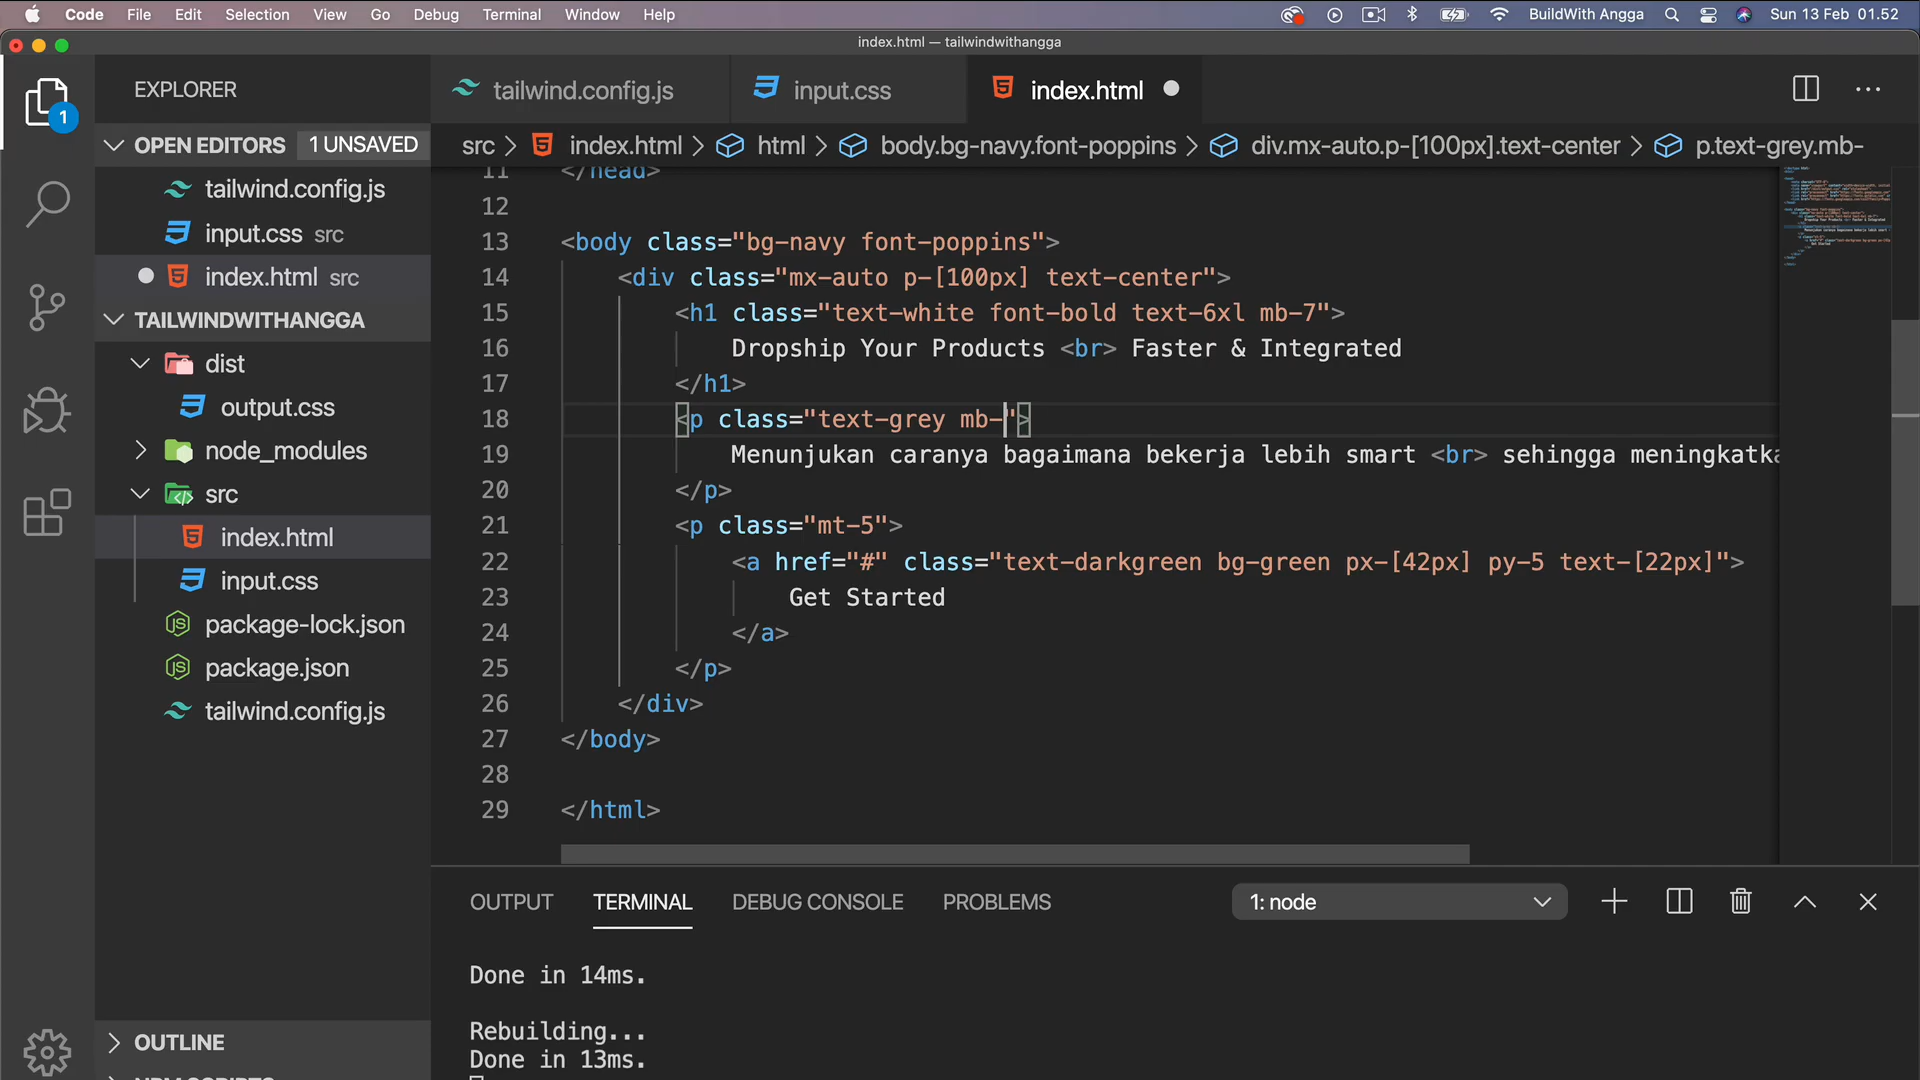 Code File Edit Selection View Go Debug Terminal Window Help BuildWith Angga Sun 13 Feb 01.52
index.html — tailwindwithangga
EXPLORER
OPEN EDITORS 1 UNSAVED
tailwind.config.js
input.css src
index.html src
TAILWINDWITHANGGA
dist
output.css
node_modules
src
index.html
input.css
package-lock.json
package.json
tailwind.config.js
OUTLINE
NPM SCRIPTS
1
tailwind.config.js input.css index.html
src > index.html > html > body.bg-navy.font-poppins > div.mx-auto.p-[100px].text-center > p.text-grey.mb-
11 </head>
12
13 <body class="bg-navy font-poppins">
14 <div class="mx-auto p-[100px] text-center">
15 <h1 class="text-white font-bold text-6xl mb-7">
16 Dropship Your Products <br> Faster & Integrated
17 </h1>
18 <p class="text-grey mb-">
19 Menunjukan caranya bagaimana bekerja lebih smart <br> sehingga meningkatka
20 </p>
21 <p class="mt-5">
22 <a href="#" class="text-darkgreen bg-green px-[42px] py-5 text-[22px]">
23 Get Started
24 </a>
25 </p>
26 </div>
27 </body>
28
29 </html>
OUTPUT TERMINAL DEBUG CONSOLE PROBLEMS 1: node
Done in 14ms.
Rebuilding...
Done in 13ms.